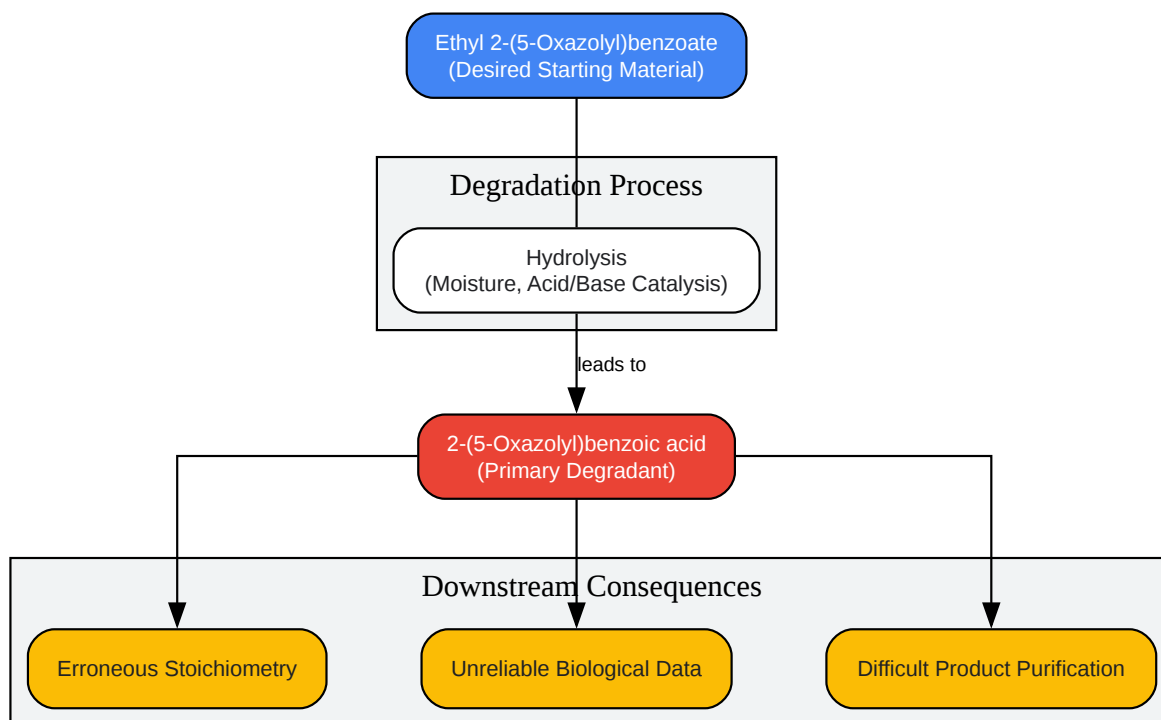 Ethyl 2-(5-Oxazolyl)benzoate
(Desired Starting Material)
Degradation Process
Hydrolysis
(Moisture, Acid/Base Catalysis)
leads to
2-(5-Oxazolyl)benzoic acid
(Primary Degradant)
Downstream Consequences
Erroneous Stoichiometry
Unreliable Biological Data
Difficult Product Purification